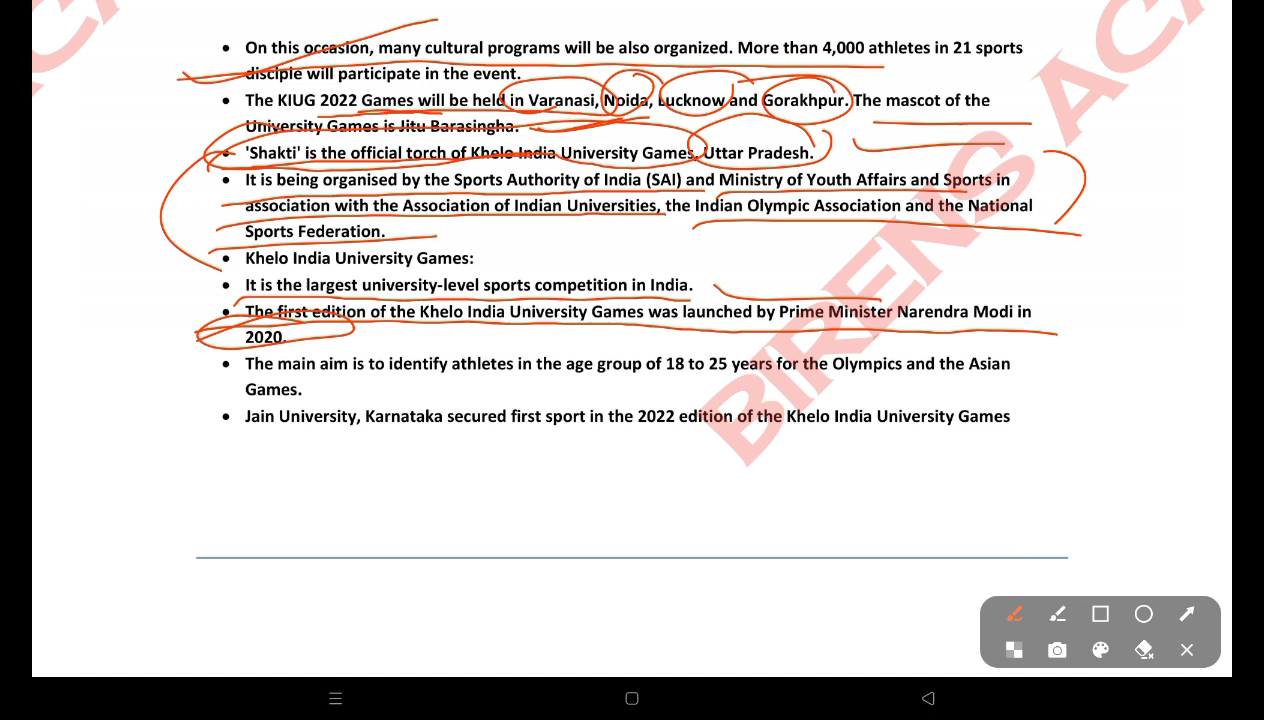 On this occasion, many cultural programs will be also organized. More than 4,000 athletes in 21 sports
disciple will participate in the event.
The KIUG 2022 Games will be held in Varanasi, Noida, Lucknow and Gorakhpur. The mascot of the
University Games is Jitu Barasingha.
'Shakti' is the official torch of Khelo India University Games, Uttar Pradesh.
It is being organised by the Sports Authority of India (SAI) and Ministry of Youth Affairs and Sports in
association with the Association of Indian Universities, the Indian Olympic Association and the National
Sports Federation.
Khelo India University Games:
It is the largest university-level sports competition in India.
The first edition of the Khelo India University Games was launched by Prime Minister Narendra Modi in
2020.
The main aim is to identify athletes in the age group of 18 to 25 years for the Olympics and the Asian
Games.
Jain University, Karnataka secured first sport in the 2022 edition of the Khelo India University Games
BIRENS ACA